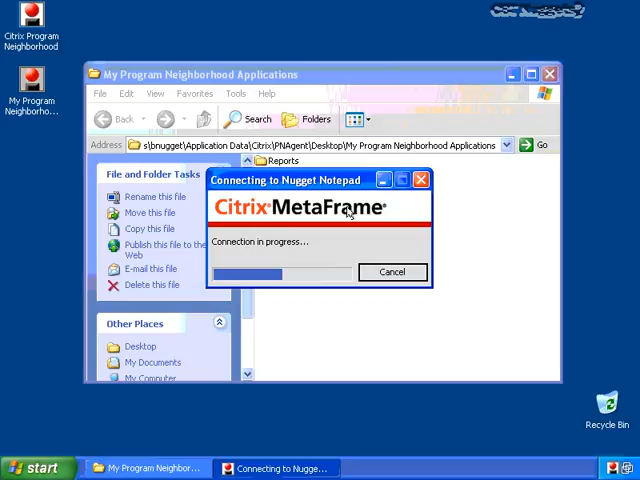 CBT Nuggets!
Citrix Program
Neighborhood
My Program
Neighborho...
My Program Neighborhood Applications
File Edit View Favorites Tools Help
Back Search Folders
Address s\bnugget\Application Data\Citrix\PNAgent\Desktop\My Program Neighborhood Applications Go
Reports
File and Folder Tasks
Rename this file
Move this file
Copy this file
Publish this file to the
Web
E-mail this file
Delete this file
Other Places
Desktop
My Documents
My Computer
Connecting to Nugget Notepad
Citrix MetaFrame
Connection in progress...
Cancel
Recycle Bin
start My Program Neighbor... Connecting to Nugge...